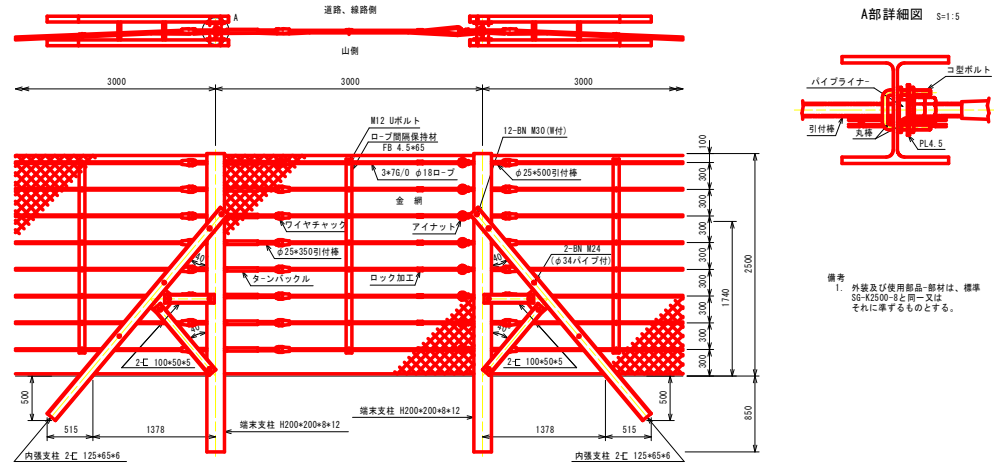 道路、線路側
A
山側
3000
3000
3000
M12 Uボルト
ロープ間隔保持材
FB 4.5*65
12-BN M30(W付)
3*7G/O φ18ロープ
φ25*500引付棒
金網
ワイヤチャック
アイナット
φ25*350引付棒
2-BN M24
(φ34パイプ付)
ターンバックル
ロック加工
40
40
40
40
2-匚 100*50*5
2-匚 100*50*5
100
300
300
300
300
300
300
300
300
1740
2500
850
500
500
515
1378
1378
515
端末支柱 H200*200*8*12
端末支柱 H200*200*8*12
内張支柱 2-匚 125*65*6
内張支柱 2-匚 125*65*6
A部詳細図 S=1:5
パイプライナー
コ型ボルト
引付棒
丸棒
PL4.5
備考
1. 外装及び使用部品・部材は、標準
SG-K2500-8と同一又は
それに準ずるものとする。